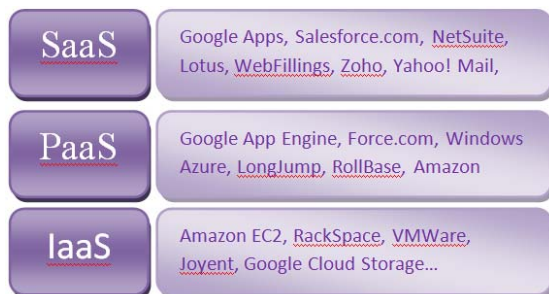 SaaS
Google Apps, Salesforce.com, NetSuite,
Lotus, WebFillings, Zoho, Yahoo! Mail,
PaaS
Google App Engine, Force.com, Windows
Azure, LongJump, RollBase, Amazon
IaaS
Amazon EC2, RackSpace, VMWare,
Joyent, Google Cloud Storage...